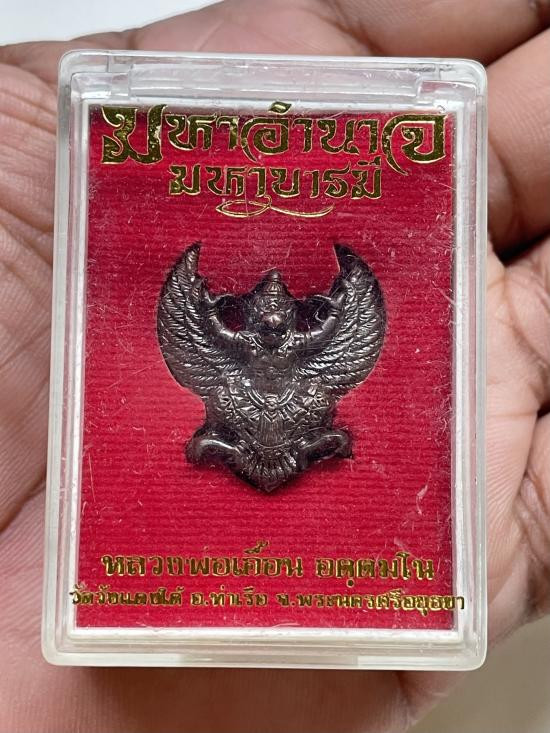 มหาอำนาจ
มหาบารมี
หลวงพ่อเอื้อน อตฺตมโน
วัดวังแดงใต้ อ.ท่าเรือ จ.พระนครศรีอยุธยา